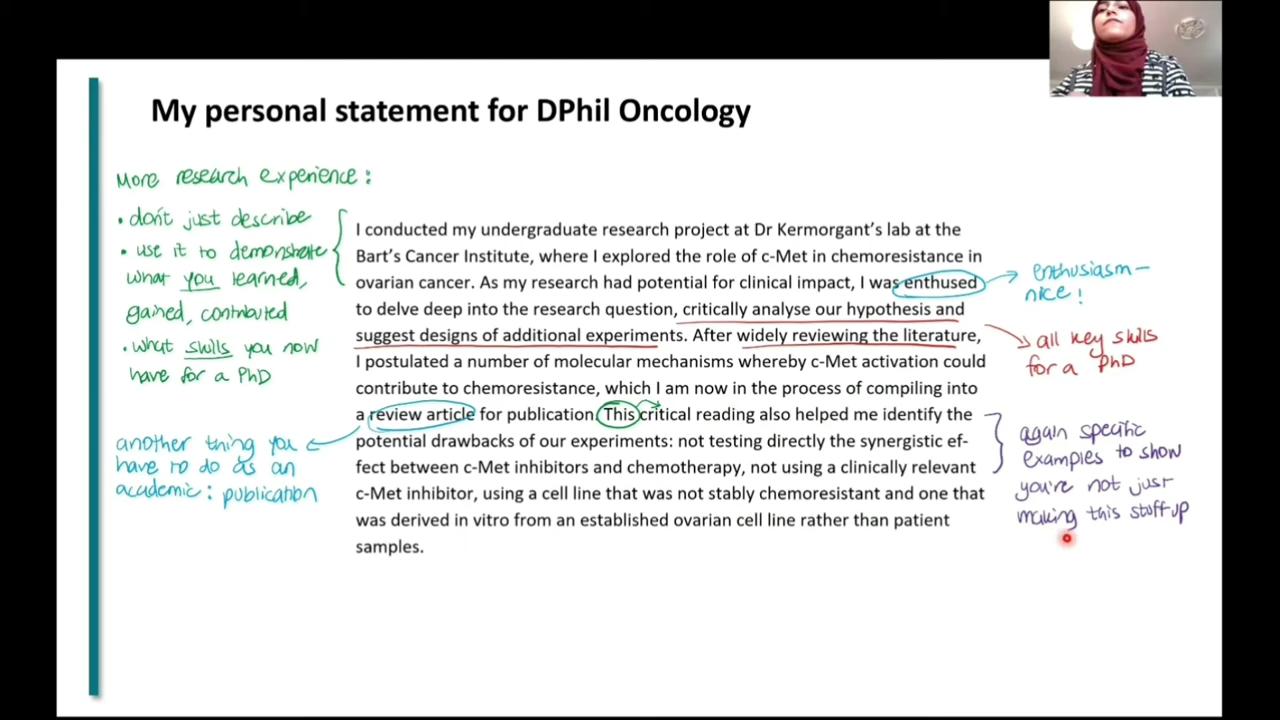 My personal statement for DPhil Oncology
More research experience:
• don't just describe
• use it to demonstrate
what you learned,
gained, contributed
• what skills you now
have for a PhD
another thing you
have to do as an
academic: publication
I conducted my undergraduate research project at Dr Kermorgant's lab at the
Bart's Cancer Institute, where I explored the role of c-Met in chemoresistance in
ovarian cancer. As my research had potential for clinical impact, I was enthused
to delve deep into the research question, critically analyse our hypothesis and
suggest designs of additional experiments. After widely reviewing the literature,
I postulated a number of molecular mechanisms whereby c-Met activation could
contribute to chemoresistance, which I am now in the process of compiling into
a review article for publication. This critical reading also helped me identify the
potential drawbacks of our experiments: not testing directly the synergistic ef-
fect between c-Met inhibitors and chemotherapy, not using a clinically relevant
c-Met inhibitor, using a cell line that was not stably chemoresistant and one that
was derived in vitro from an established ovarian cell line rather than patient
samples.
enthusiasm –
nice!
all key skills
for a PhD
again specific
examples to show
you're not just
making this stuff up